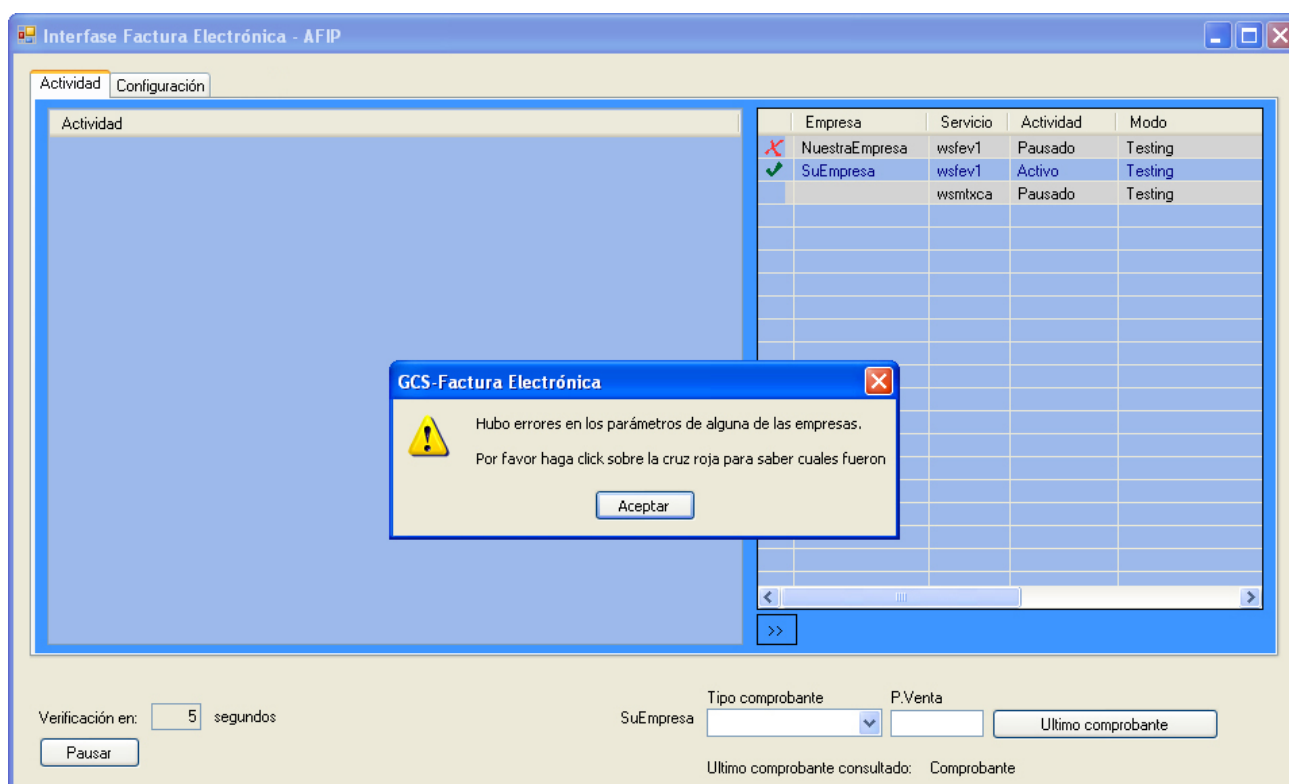 Interfase Factura Electrónica - AFIP
Actividad Configuración
Actividad
Empresa Servicio Actividad Modo
NuestraEmpresa wsfev1 Pausado Testing
SuEmpresa wsfev1 Activo Testing
wsmtxca Pausado Testing
GCS-Factura Electrónica
Hubo errores en los parámetros de alguna de las empresas.
Por favor haga click sobre la cruz roja para saber cuales fueron
Aceptar
>>
Tipo comprobante P.Venta
Verificación en: 5 segundos SuEmpresa Ultimo comprobante
Pausar
Ultimo comprobante consultado: Comprobante